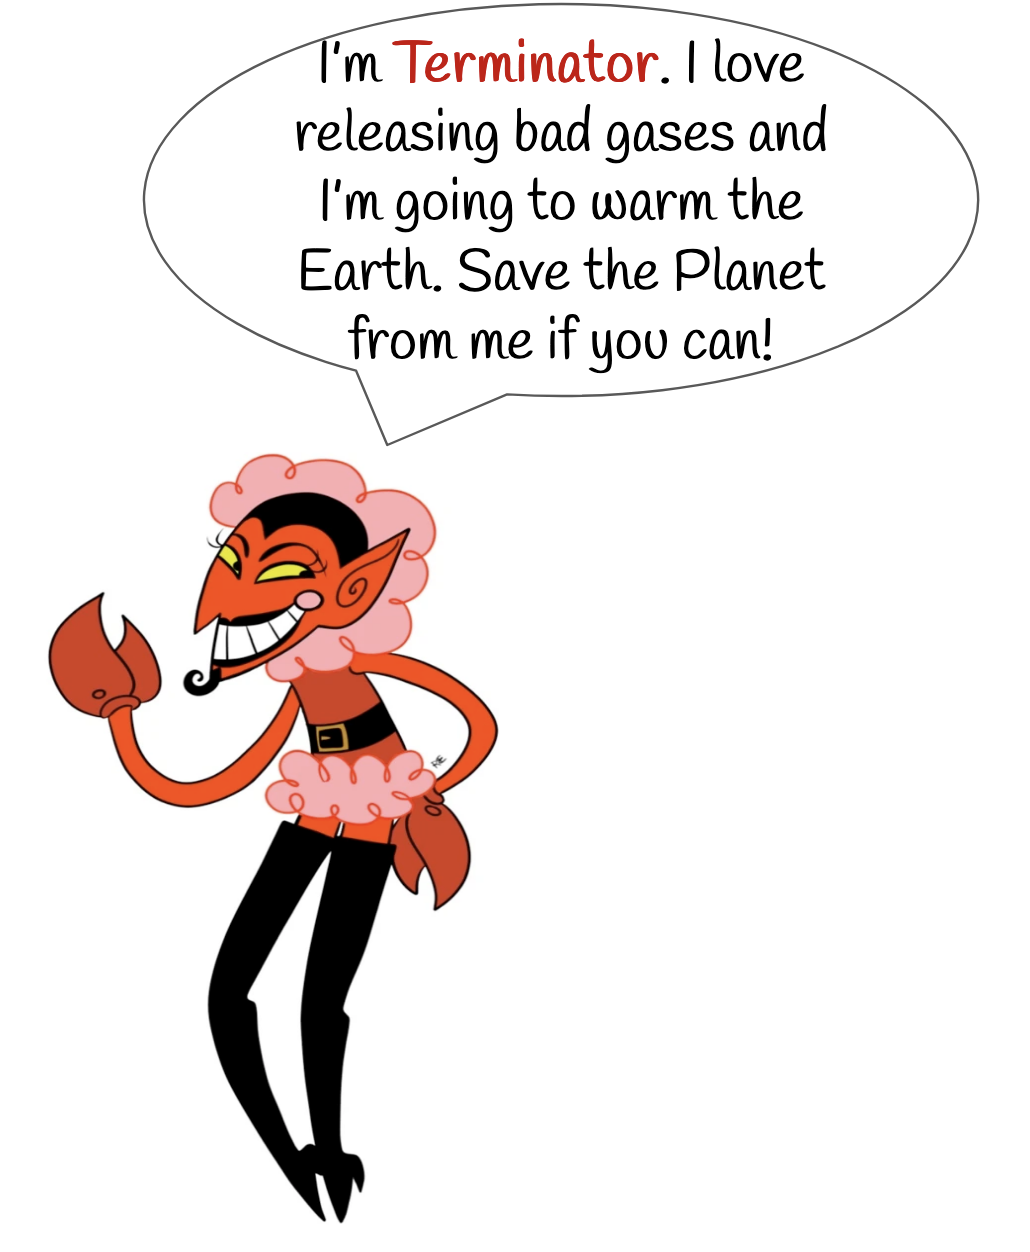 I'm Terminator. I love
releasing bad gases and
I'm going to warm the
Earth. Save the Planet
from me if you can!